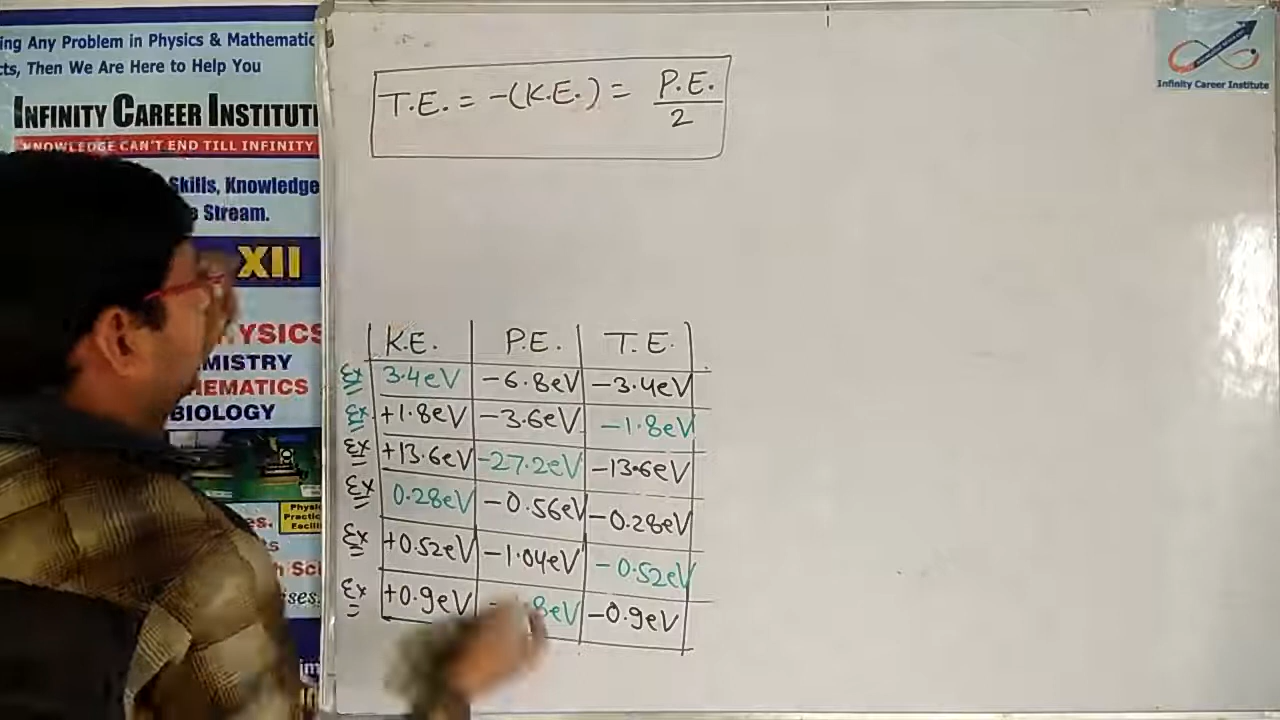 ing Any Problem in Physics & Mathematic
cts, Then We Are Here to Help You
INFINITY CAREER INSTITUT
KNOWLEDGE CAN'T END TILL INFINITY
Skills, Knowledge
Stream.
XII
YSICS
MISTRY
HEMATICS
BIOLOGY
Infinity Career Institute
T.E. = -(K.E.) = P.E./2
K.E. P.E. T.E.
Ex 3.4eV -6.8eV -3.4eV
Ex. +1.8eV -3.6eV -1.8eV
Ex +13.6eV -27.2eV -13.6eV
Ex 0.28eV -0.56eV -0.28eV
Ex +0.52eV -1.04eV -0.52eV
Ex +0.9eV 8eV -0.9eV